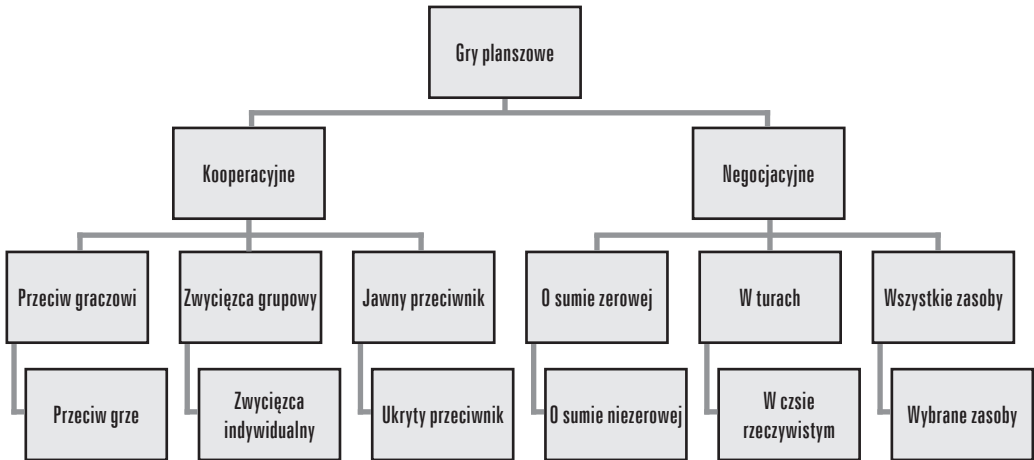 Gry planszowe
Kooperacyjne
Negocjacyjne
Przeciw graczowi
Zwycięzca grupowy
Jawny przeciwnik
O sumie zerowej
W turach
Wszystkie zasoby
Przeciw grze
Zwycięzca
indywidualny
Ukryty przeciwnik
O sumie niezerowej
W czsie
rzeczywistym
Wybrane zasoby